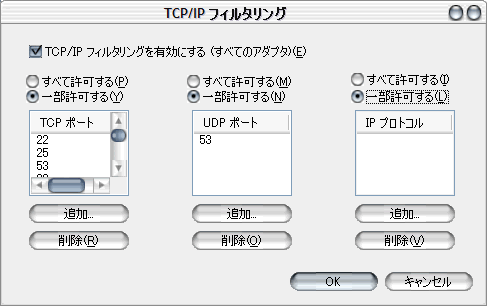 TCP/IP フィルタリング
TCP/IP フィルタリングを有効にする (すべてのアダプタ)(E)
すべて許可する(P)
一部許可する(Y)
TCP ポート
22
25
53
追加...
削除(R)
すべて許可する(M)
一部許可する(N)
UDP ポート
53
追加...
削除(O)
すべて許可する(I)
一部許可する(L)
IP プロトコル
追加...
削除(V)
OK
キャンセル